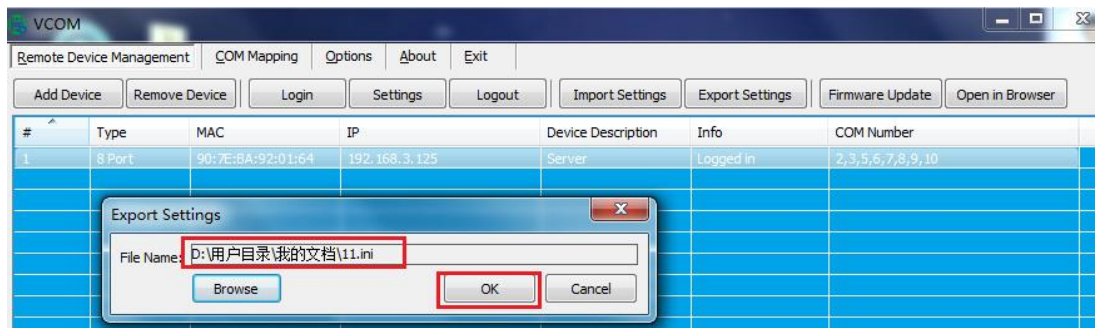 VCOM
Remote Device Management COM Mapping Options About Exit
Add Device Remove Device Login Settings Logout Import Settings Export Settings Firmware Update Open in Browser
# Type MAC IP Device Description Info COM Number
1 8 Port 90:7E:BA:92:01:64 192.168.3.125 Server Logged in 2,3,5,6,7,8,9,10
Export Settings
File Name: D:\用户目录\我的文档\11.ini
Browse OK Cancel